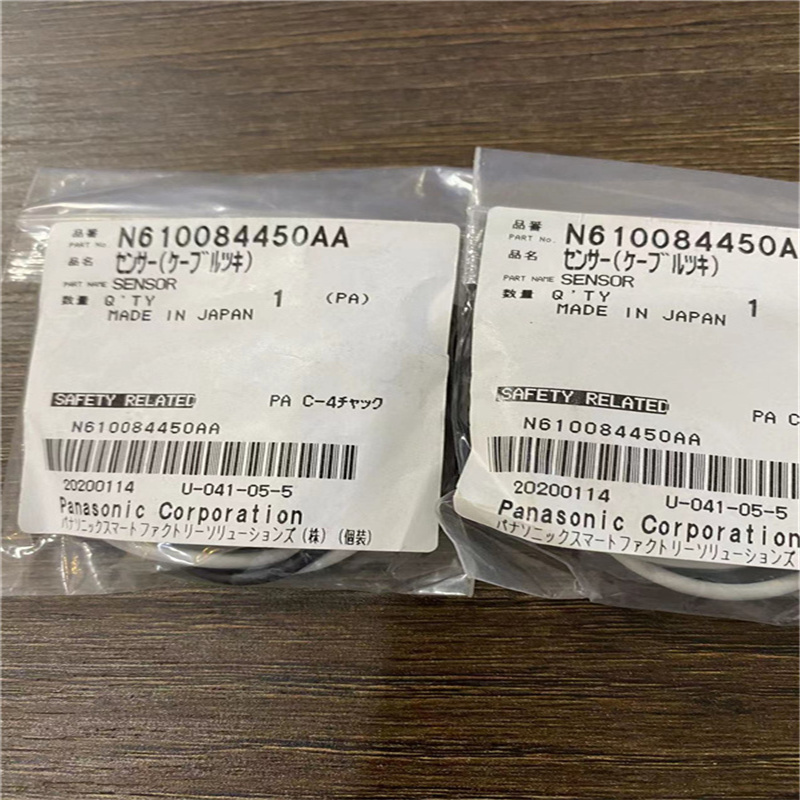 品番 PART No. N610084450AA
品名 センサー(ケーブルツキ)
PART NAME SENSOR
数量 Q'TY 1 (PA)
MADE IN JAPAN
SAFETY RELATED PA C-4チャック
N610084450AA
20200114 U-041-05-5
Panasonic Corporation
パナソニックスマートファクトリーソリューションズ(株)(個装)
品番 PART No. N610084450A
品名 センサー(ケーブルツキ)
PART NAME SENSOR
数量 Q'TY 1
MADE IN JAPAN
SAFETY RELATED PA C
N610084450AA
20200114 U-041-05-5
Panasonic Corporation
パナソニックスマートファクトリーソリューションズ